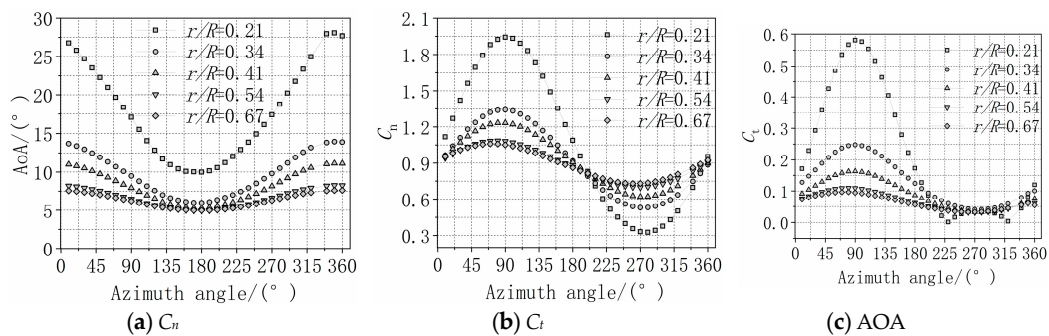 30
25
20
15
10
5
0
AoA/(°)
r/R=0.21
r/R=0.34
r/R=0.41
r/R=0.54
r/R=0.67
0 45 90 135 180 225 270 315 360
Azimuth angle/(° )
(a) Cn
2.1
1.8
1.5
1.2
0.9
0.6
0.3
Cn
r/R=0.21
r/R=0.34
r/R=0.41
r/R=0.54
r/R=0.67
0 45 90 135 180 225 270 315 360
Azimuth angle/(° )
(b) Ct
0.6
0.5
0.4
0.3
0.2
0.1
0.0
Ct
r/R=0.21
r/R=0.34
r/R=0.41
r/R=0.54
r/R=0.67
0 45 90 135 180 225 270 315 360
Azimuth angle/(° )
(c) AOA